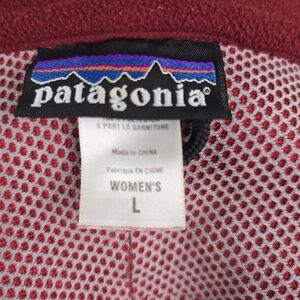 patagonia®
A PART LA GARNITURE
Made in CHINA
Fabriqué EN CHINE
WOMEN'S
L